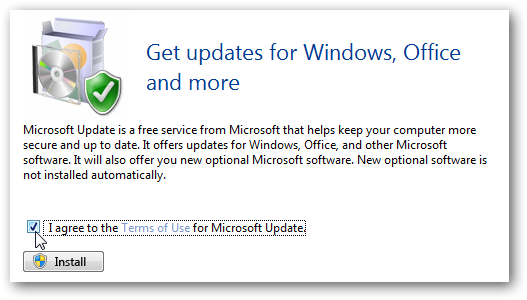 Get updates for Windows, Office
and more
Microsoft Update is a free service from Microsoft that helps keep your computer more
secure and up to date. It offers updates for Windows, Office, and other Microsoft
software. It will also offer you new optional Microsoft software. New optional software is
not installed automatically.
I agree to the Terms of Use for Microsoft Update.
Install